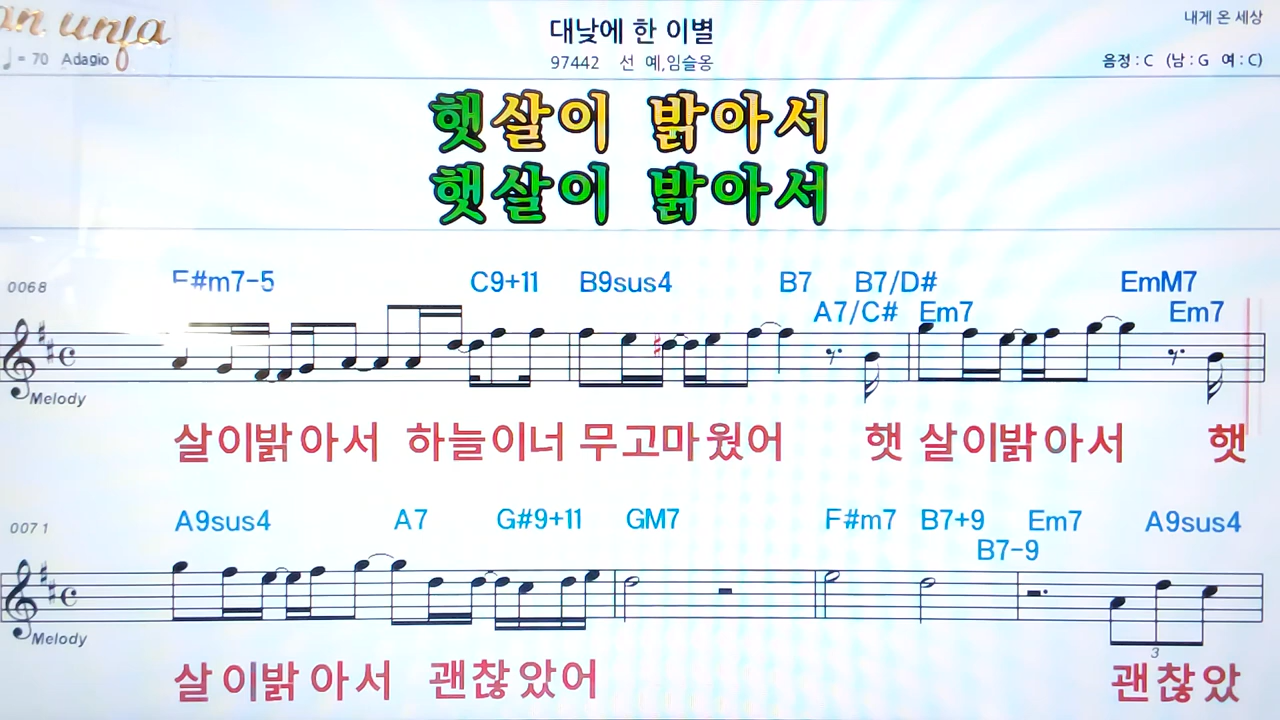 내게 온 세상
대낮에 한 이별
♩= 70 Adagio
97442 선 예,임슬옹
음정 : C (남 : G 여 : C)
햇살이 밝아서
햇살이 밝아서
0068 F#m7-5 C9+11 B9sus4 B7 B7/D# EmM7
A7/C# Em7 Em7
Melody
살이밝아서 하늘이너 무고마웠어 햇 살이밝아서 햇
0071 A9sus4 A7 G#9+11 GM7 F#m7 B7+9 Em7 A9sus4
B7-9
Melody
3
살이밝아서 괜찮았어 괜찮았